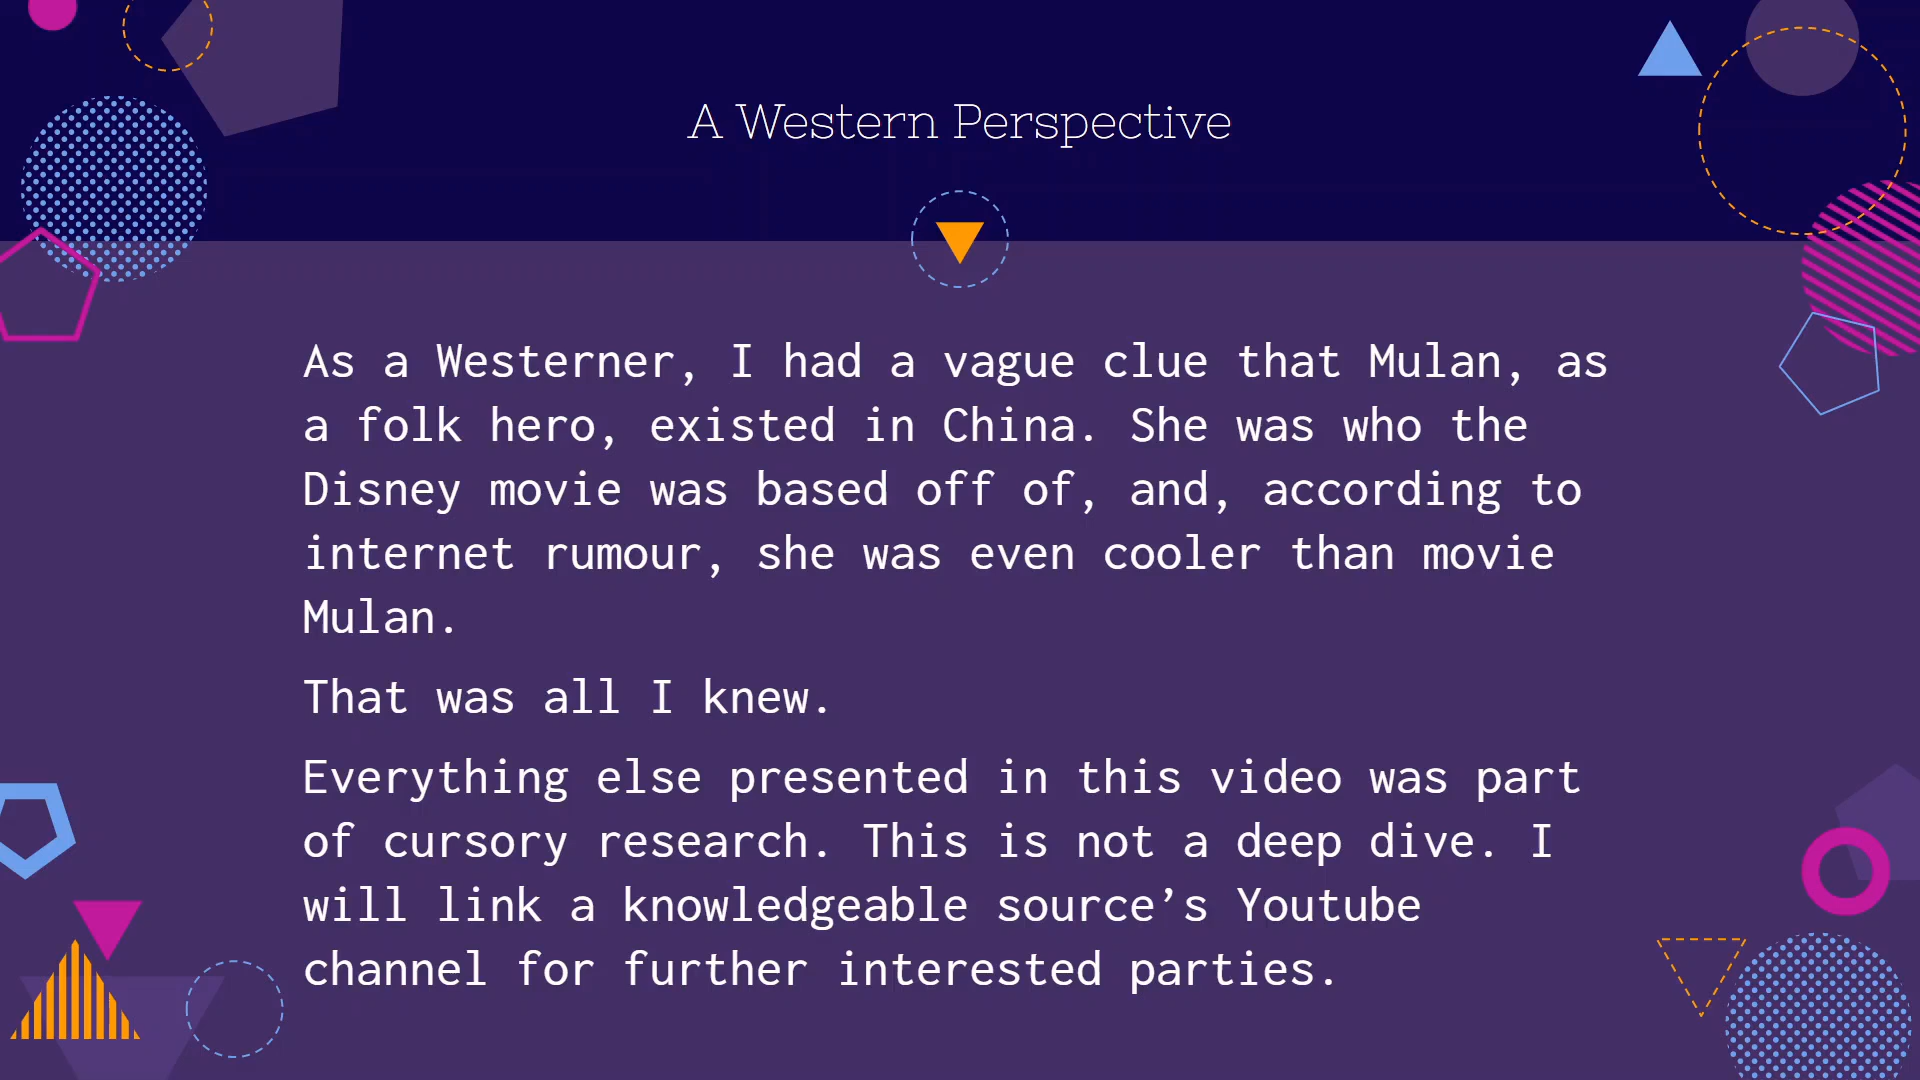 A Western Perspective
As a Westerner, I had a vague clue that Mulan, as
a folk hero, existed in China. She was who the
Disney movie was based off of, and, according to
internet rumour, she was even cooler than movie
Mulan.
That was all I knew.
Everything else presented in this video was part
of cursory research. This is not a deep dive. I
will link a knowledgeable source’s Youtube
channel for further interested parties.